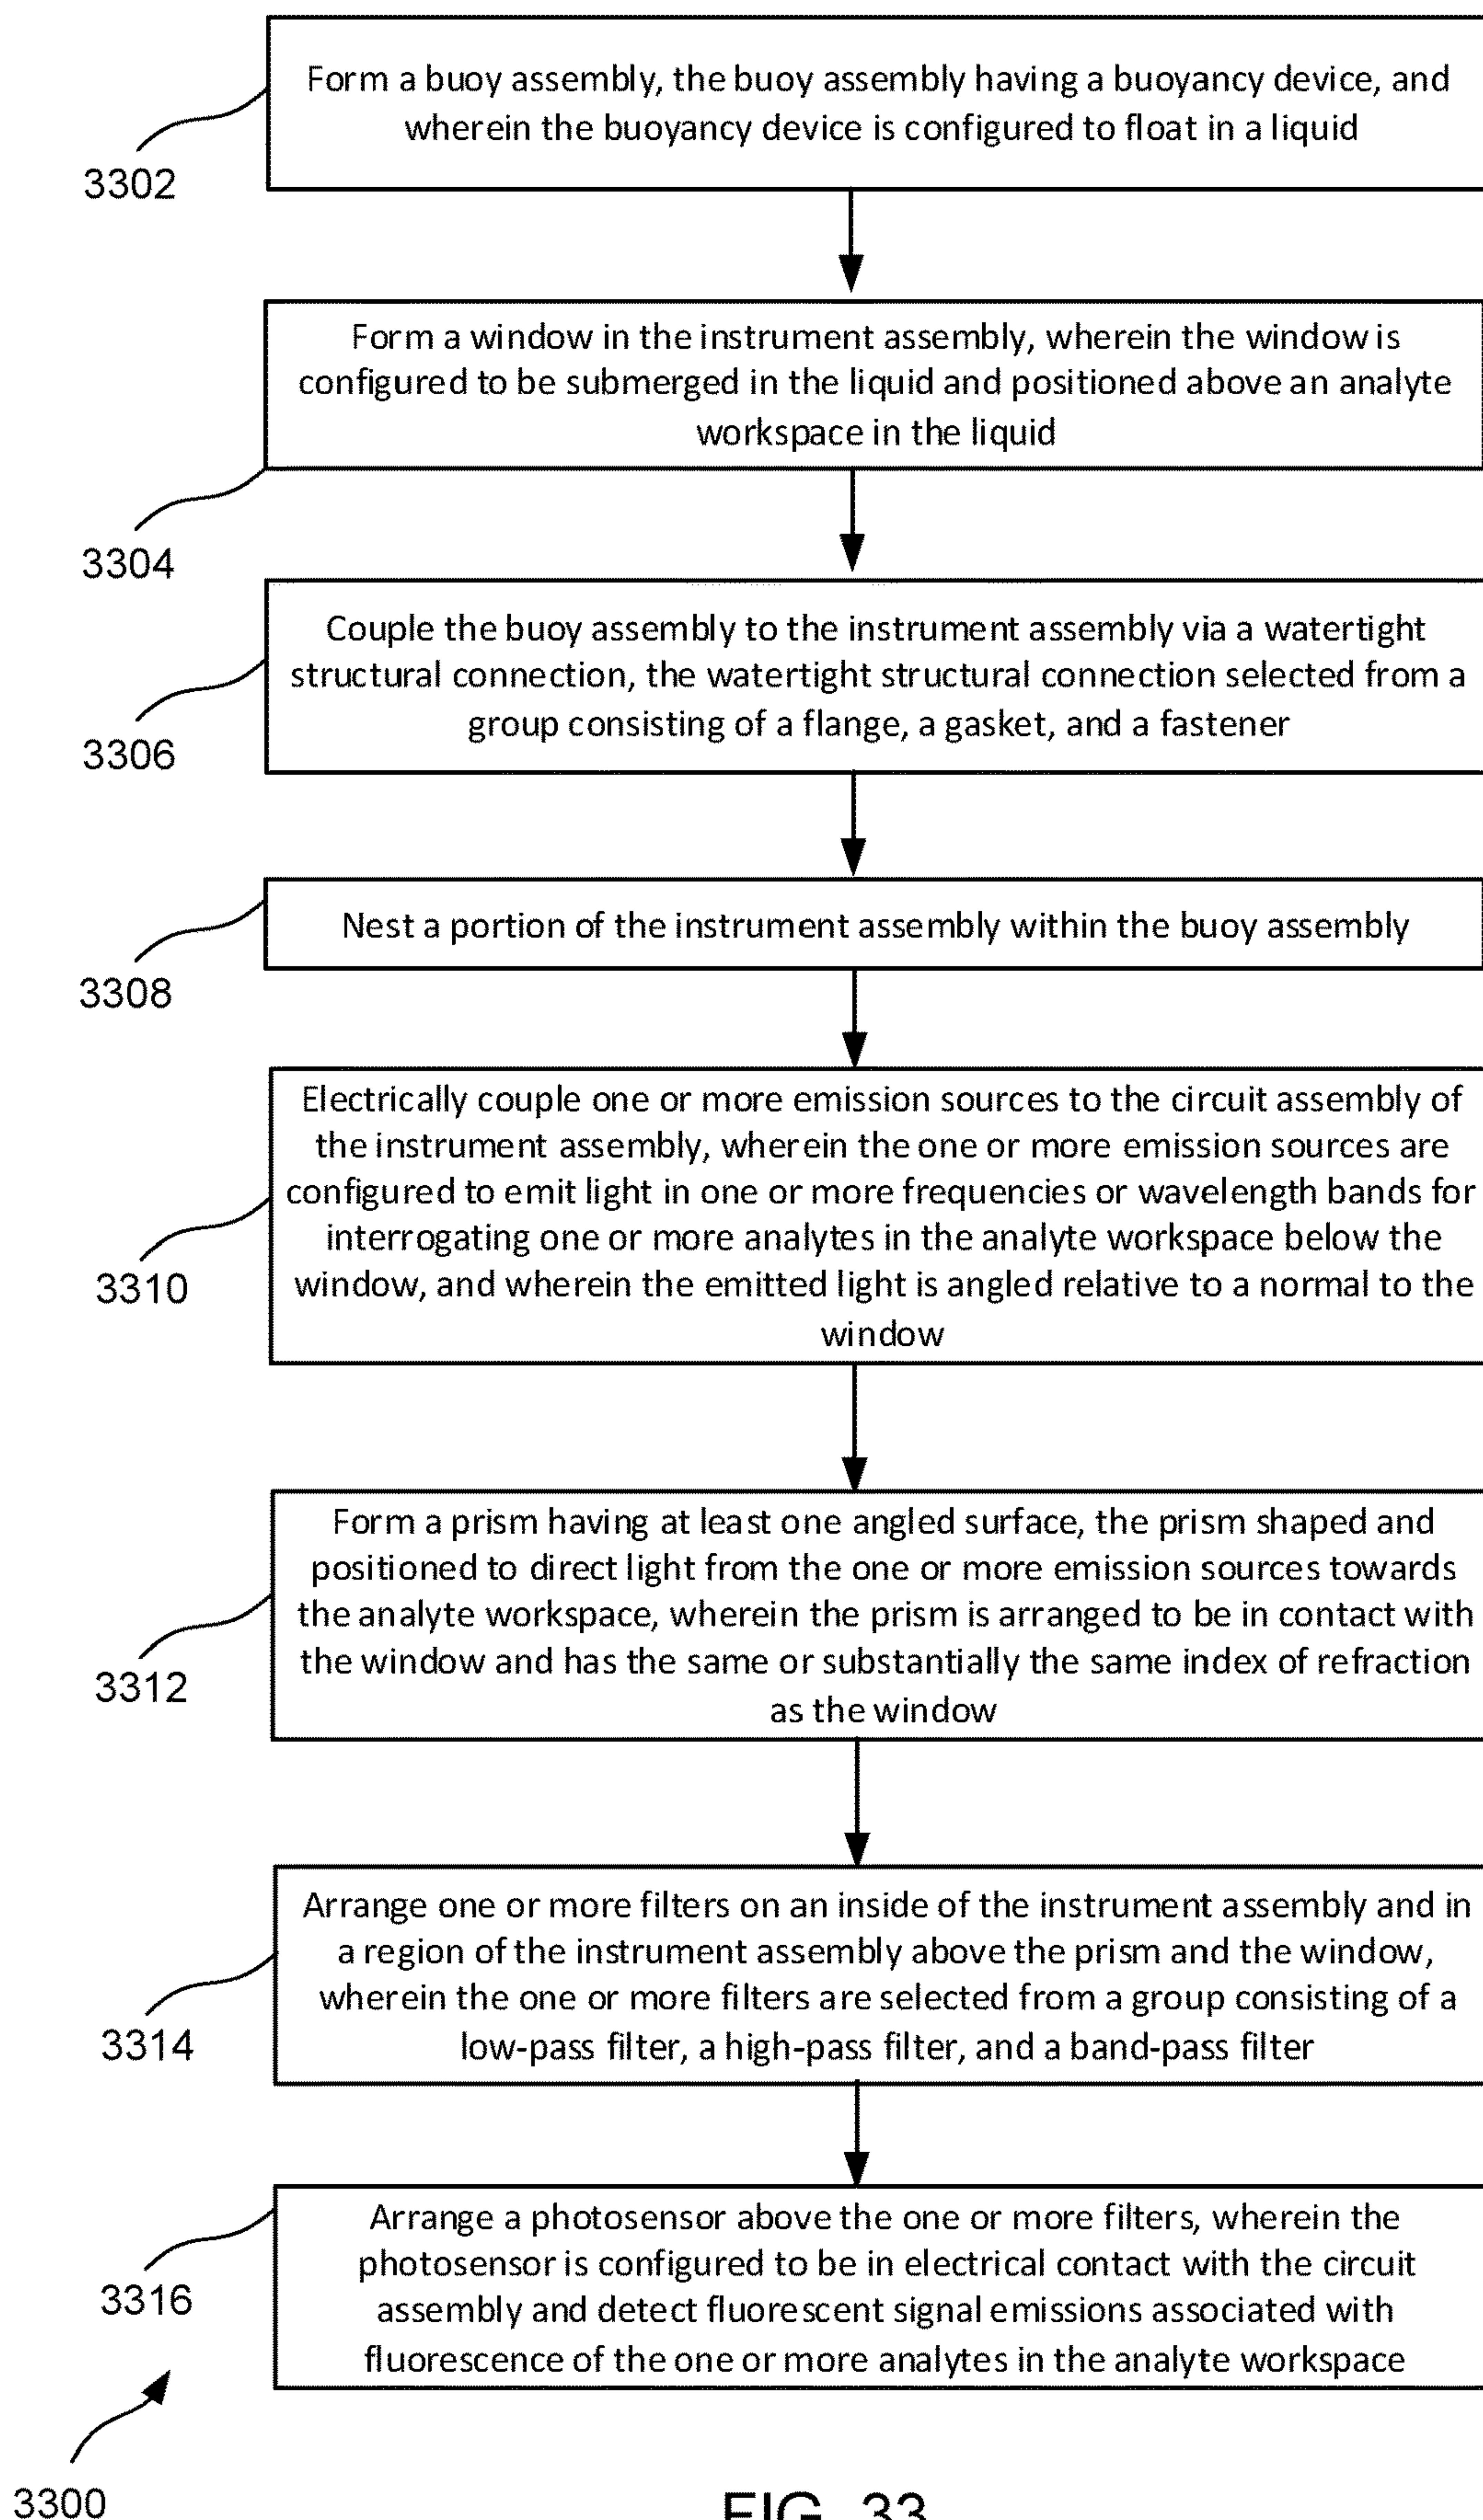 Form a buoy assembly, the buoy assembly having a buoyancy device, and
wherein the buoyancy device is configured to float in a liquid
3302
Form a window in the instrument assembly, wherein the window is
configured to be submerged in the liquid and positioned above an analyte
workspace in the liquid
3304
Couple the buoy assembly to the instrument assembly via a watertight
structural connection, the watertight structural connection selected from a
group consisting of a flange, a gasket, and a fastener
3306
Nest a portion of the instrument assembly within the buoy assembly
3308
Electrically couple one or more emission sources to the circuit assembly of
the instrument assembly, wherein the one or more emission sources are
configured to emit light in one or more frequencies or wavelength bands for
interrogating one or more analytes in the analyte workspace below the
window, and wherein the emitted light is angled relative to a normal to the
window
3310
Form a prism having at least one angled surface, the prism shaped and
positioned to direct light from the one or more emission sources towards
the analyte workspace, wherein the prism is arranged to be in contact with
the window and has the same or substantially the same index of refraction
as the window
3312
Arrange one or more filters on an inside of the instrument assembly and in
a region of the instrument assembly above the prism and the window,
wherein the one or more filters are selected from a group consisting of a
low-pass filter, a high-pass filter, and a band-pass filter
3314
Arrange a photosensor above the one or more filters, wherein the
photosensor is configured to be in electrical contact with the circuit
assembly and detect fluorescent signal emissions associated with
fluorescence of the one or more analytes in the analyte workspace
3316
3300
FIG. 33